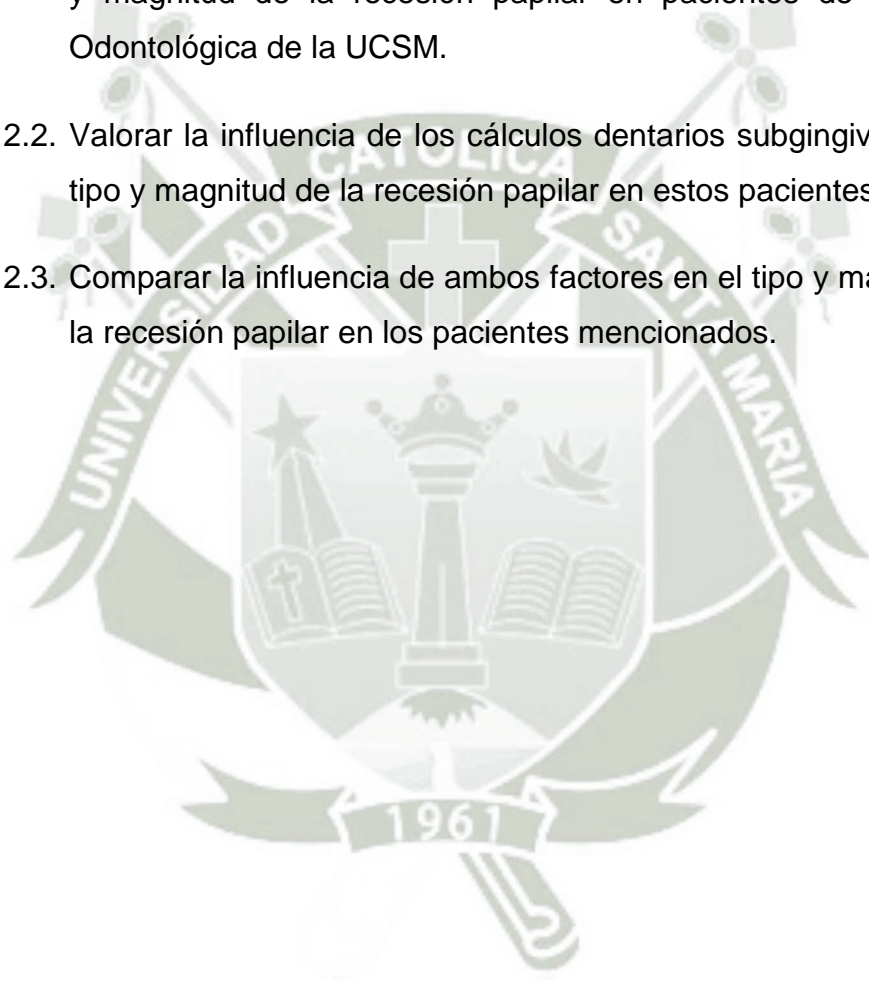 y magnitud de la recesión papilar en pacientes de
Odontológica de la UCSM.
2.2. Valorar la influencia de los cálculos dentarios subgingiv
tipo y magnitud de la recesión papilar en estos pacientes
2.3. Comparar la influencia de ambos factores en el tipo y ma
la recesión papilar en los pacientes mencionados.
UNIVERSIDAD CATOLICA SANTA MARIA
1961